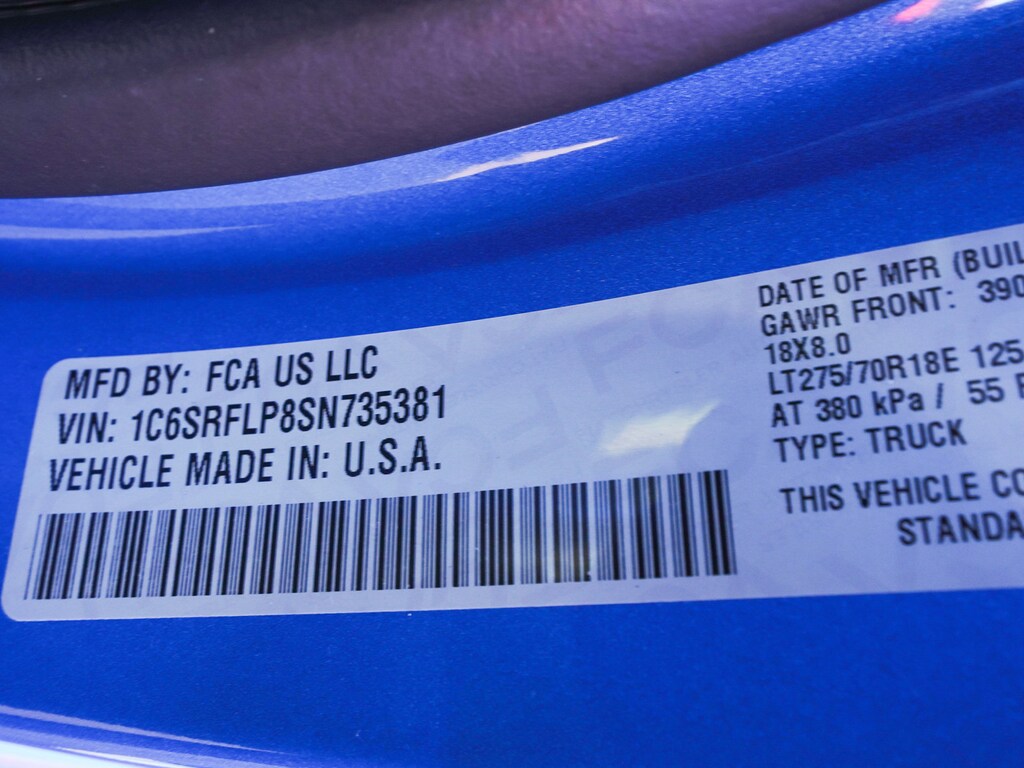 MFD BY: FCA US LLC
VIN: 1C6SRFLP8SN735381
VEHICLE MADE IN: U.S.A.
DATE OF MFR (BUIL
GAWR FRONT: 390
18X8.0
LT275/70R18E 125
AT 380 kPa / 55
TYPE: TRUCK
THIS VEHICLE CO
STANDA